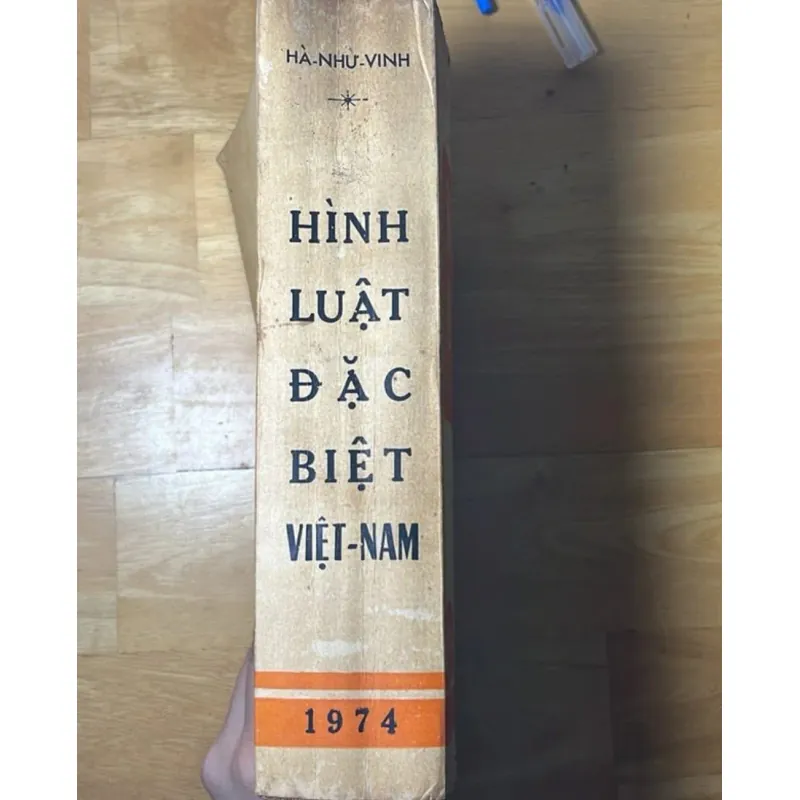 HÀ-NHƯ-VINH
HÌNH
LUẬT
ĐẶC
BIỆT
VIỆT-NAM
1974